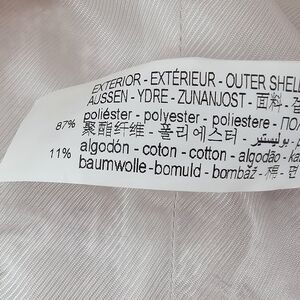 EXTERIOR - EXTÉRIEUR - OUTER SHELL
AUSSEN - YDRE - ZUNANJOST - 面料 -
87% poliéster - polyester - poliestere -
聚酯纤维 - 폴리에스터 - بوليستر -
11% algodón - coton - cotton - algodão -
baumwolle - bomuld - bombaž - 棉 -